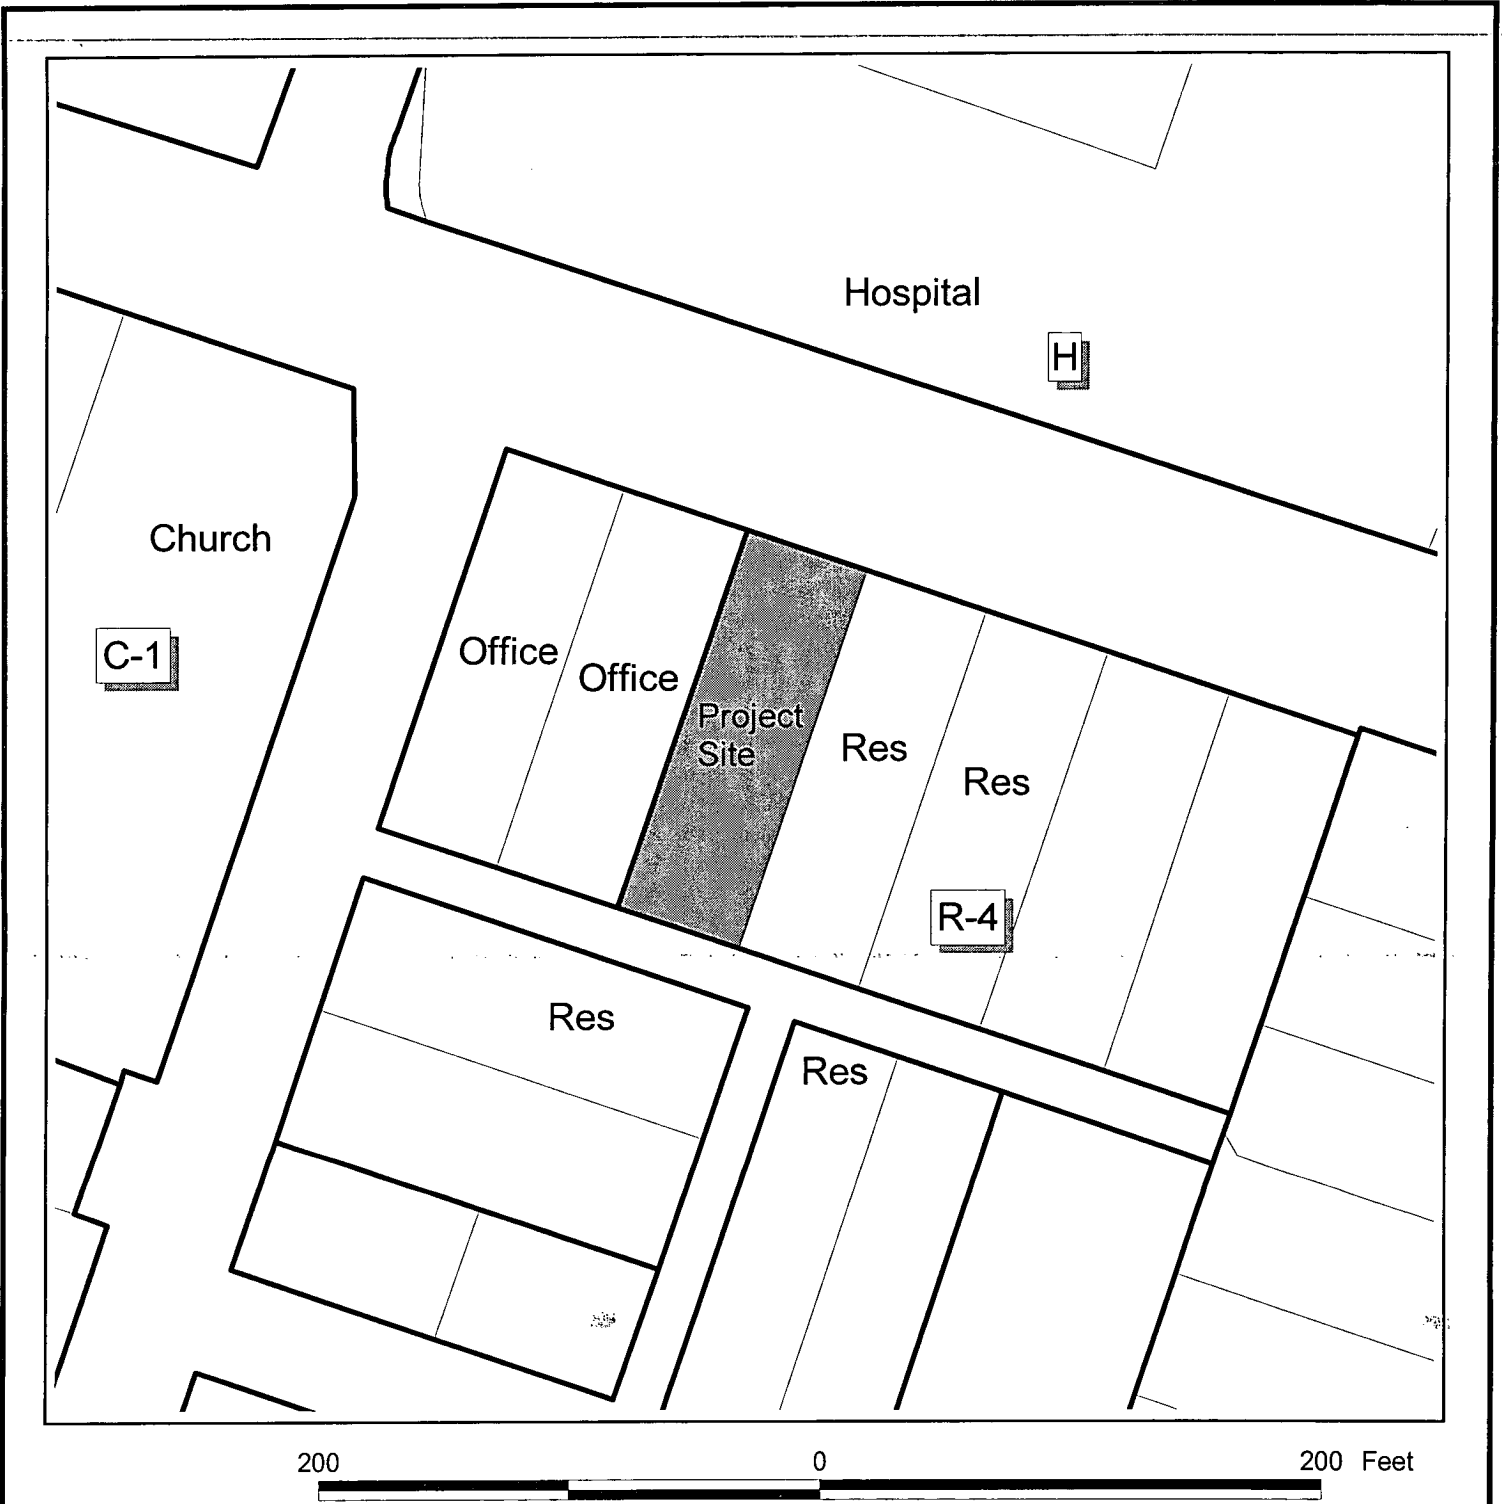 Hospital
H
Church
C-1
Office
Office
Project
Site
Res
Res
R-4
Res
Res
200 0 200 Feet